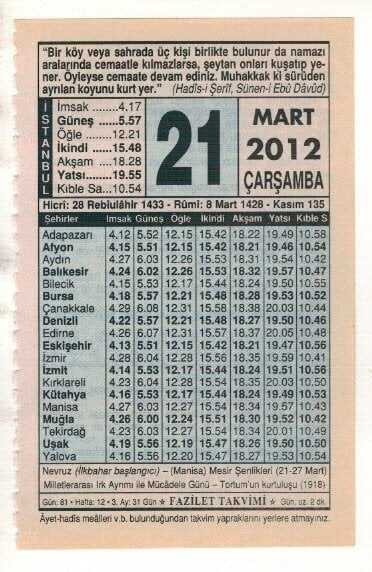 "Bir köy veya sahrada üç kişi birlikte bulunur da namazı
aralarında cemaatle kılmazlarsa, şeytan onları kuşatıp ye-
ner. Öyleyse cemaate devam ediniz. Muhakkak ki sürüden
ayrılan koyunu kurt yer." (Hadîs-i Şerîf, Sünen-i Ebû Dâvûd)
İSTANBUL
İmsak ........4.17
Güneş ......5.57
Öğle ........12.21
İkindi ......15.48
Akşam ....18.28
Yatsı........19.55
Kıble Sa...10.54
21
MART
2012
ÇARŞAMBA
Hicri: 28 Rebiulâhir 1433 - Rûmi: 8 Mart 1428 - Kasım 135
Şehirler İmsak Güneş Öğle İkindi Akşam Yatsı Kıble S
Adapazarı 4.12 5.52 12.15 15.42 18.22 19.49 10.58
Afyon 4.15 5.51 12.15 15.42 18.21 19.46 10.54
Aydın 4.27 6.03 12.26 15.53 18.31 19.54 10.42
Balıkesir 4.24 6.02 12.26 15.53 18.32 19.57 10.47
Bilecik 4.15 5.53 12.17 15.44 18.24 19.50 10.55
Bursa 4.18 5.57 12.21 15.48 18.28 19.53 10.52
Çanakkale 4.29 6.08 12.31 15.58 18.38 20.03 10.44
Denizli 4.22 5.57 12.21 15.48 18.27 19.50 10.46
Edirne 4.26 6.07 12.31 15.57 18.37 20.05 10.48
Eskişehir 4.13 5.51 12.15 15.42 18.21 19.47 10.56
İzmir 4.28 6.04 12.28 15.56 18.35 19.59 10.41
İzmit 4.14 5.53 12.17 15.44 18.24 19.51 10.56
Kırklareli 4.23 6.04 12.28 15.54 18.35 20.03 10.50
Kütahya 4.16 5.53 12.17 15.44 18.24 19.49 10.53
Manisa 4.27 6.03 12.27 15.54 18.34 19.57 10.43
Muğla 4.26 6.00 12.24 15.51 18.30 19.52 10.42
Tekirdağ 4.23 6.03 12.27 15.54 18.34 20.01 10.49
Uşak 4.19 5.56 12.19 15.47 18.26 19.50 10.50
Yalova 4.16 5.56 12.20 15.47 18.27 19.53 10.54
Nevruz (İlkbahar başlangıcı) – (Manisa) Mesir Şenlikleri (21-27 Mart)
Milletlerarası Irk Ayrımı ile Mücâdele Günü – Tortum'un kurtuluşu (1918)
Gün: 81 • Hafta: 12 • 3. Ay: 31 Gün ★ FAZİLET TAKVİMİ ★ Gün. uz. 2 dk.
Âyet-hadis meâlleri v.b. bulunduğundan takvim yapraklarını yerlere atmayınız.